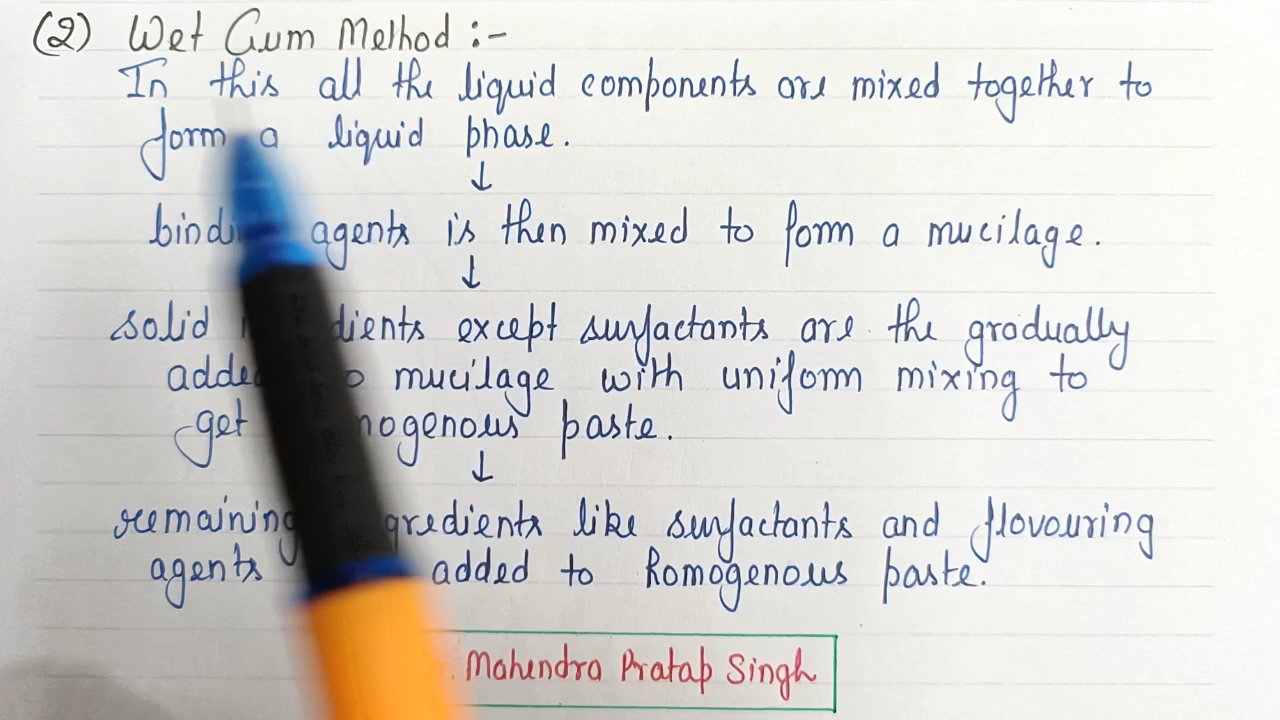 (2) Wet Gum Method :-
In this all the liquid components are mixed together to
form a liquid phase.
↓
agents is then mixed to form a mucilage.
↓
solid except surfactants are the gradually
mucilage with uniform mixing to
get paste.
↓
remaining like surfactants and flovouring
agents added to homogenous paste.
Mahendra Pratap Singh